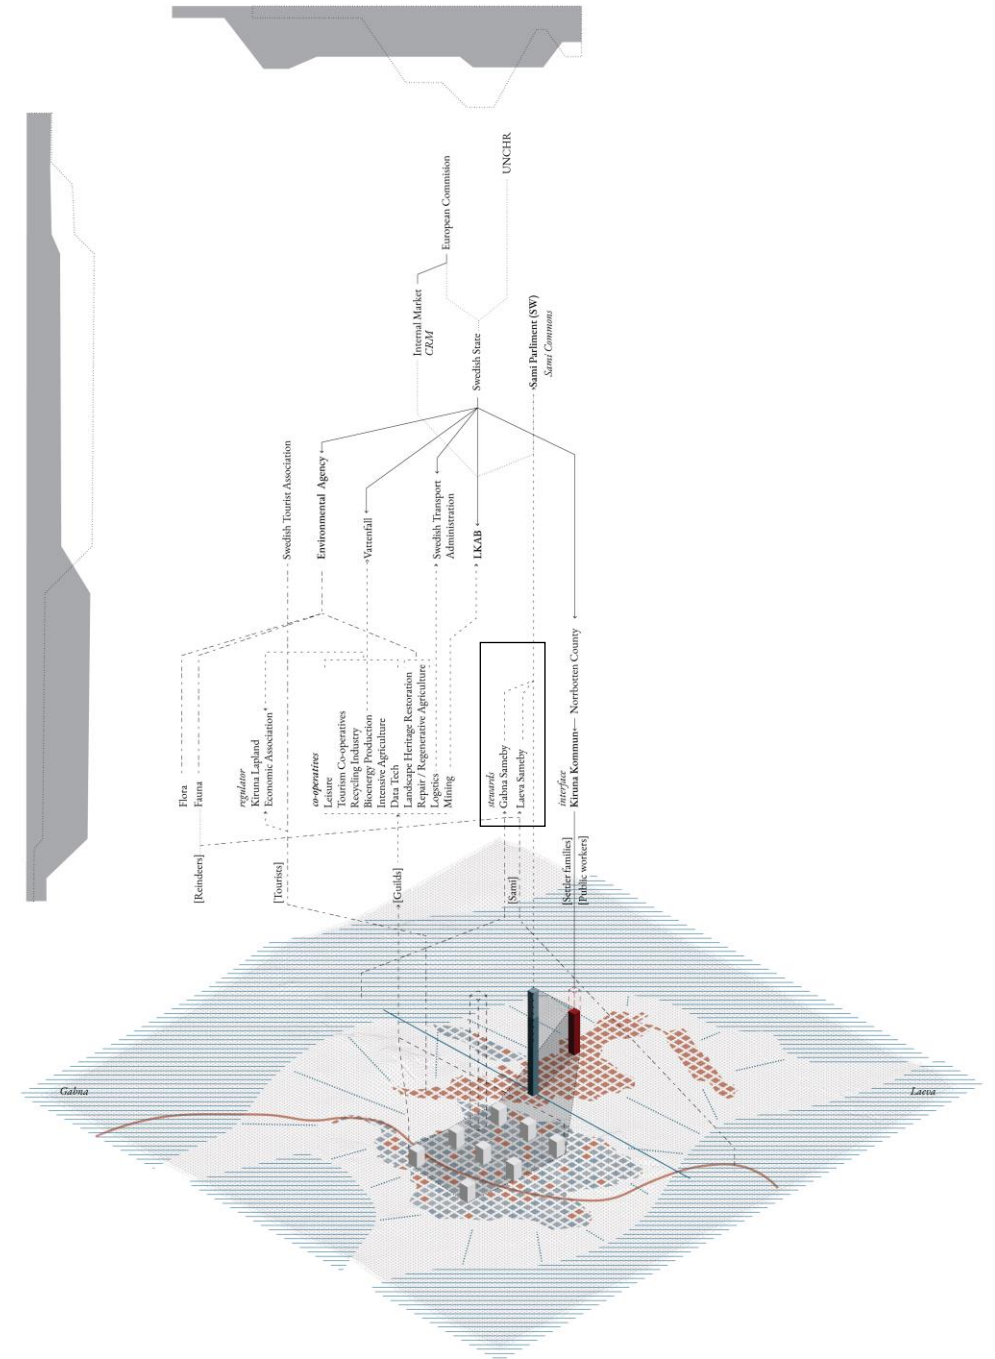 UNCHR
European Commision
Internal Market
CRM
Swedish State
Sami Parliment (SW)
Sami Commons
Swedish Tourist Association
Environmental Agency
Vattenfall
Swedish Transport
Administration
LKAB
Norrbotten County
Flora
Fauna
regulator
Kiruna Lapland
Economic Association
co-operatives
Leisure
Tourism Co-operatives
Recycling Industry
Bioenergy Production
Intensive Agriculture
Data Tech
Landscape Heritage Restoration
Repair / Regenerative Agriculture
Logstics
Mining
stewards
Gabna Sameby
Laeva Sameby
interface
Kiruna Kommun
[Reindeers]
[Tourists]
[Guilds]
[Sami]
[Settler families]
[Public workers]
Gabna
Laeva